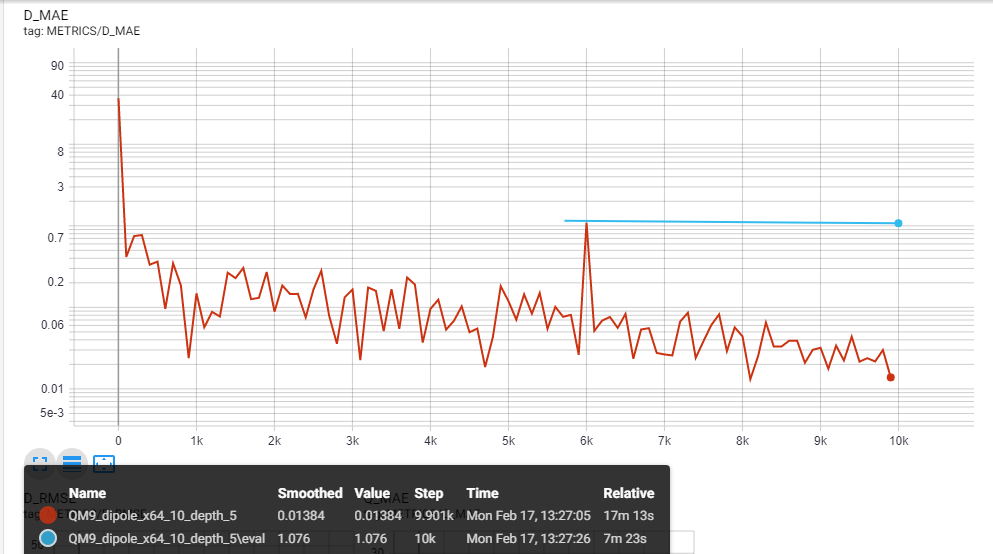 D_MAE
tag: METRICS/D_MAE
90
40
8
3
0.7
0.2
0.06
0.01
5e-3
0 1k 2k 3k 4k 5k 6k 7k 8k 9k 10k
Name Smoothed Value Step Time Relative
D_RMSE Q_MAE
QM9_dipole_x64_10_depth_5 0.01384 0.01384 9.901k Mon Feb 17, 13:27:05 17m 13s
tag:
QM9_dipole_x64_10_depth_5\eval 1.076 1.076 10k Mon Feb 17, 13:27:26 7m 23s
50
30